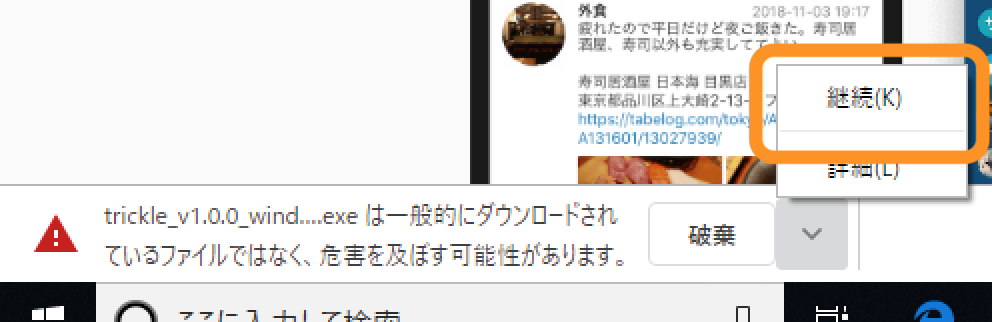 外食 2018-11-03 19:17
疲れたので平日だけど夜ご飯きた。寿司居
酒屋、寿司以外も充実してて
寿司居酒屋 日本海 目黒店
東京都品川区上大崎2-13-
https://tabelog.com/toky
A131601/13027939/
継続(K)
詳細(L)
trickle_v1.0.0_wind....exe は一般的にダウンロードされ
ているファイルではなく、危害を及ぼす可能性があります。
破棄
ここに入力して検索